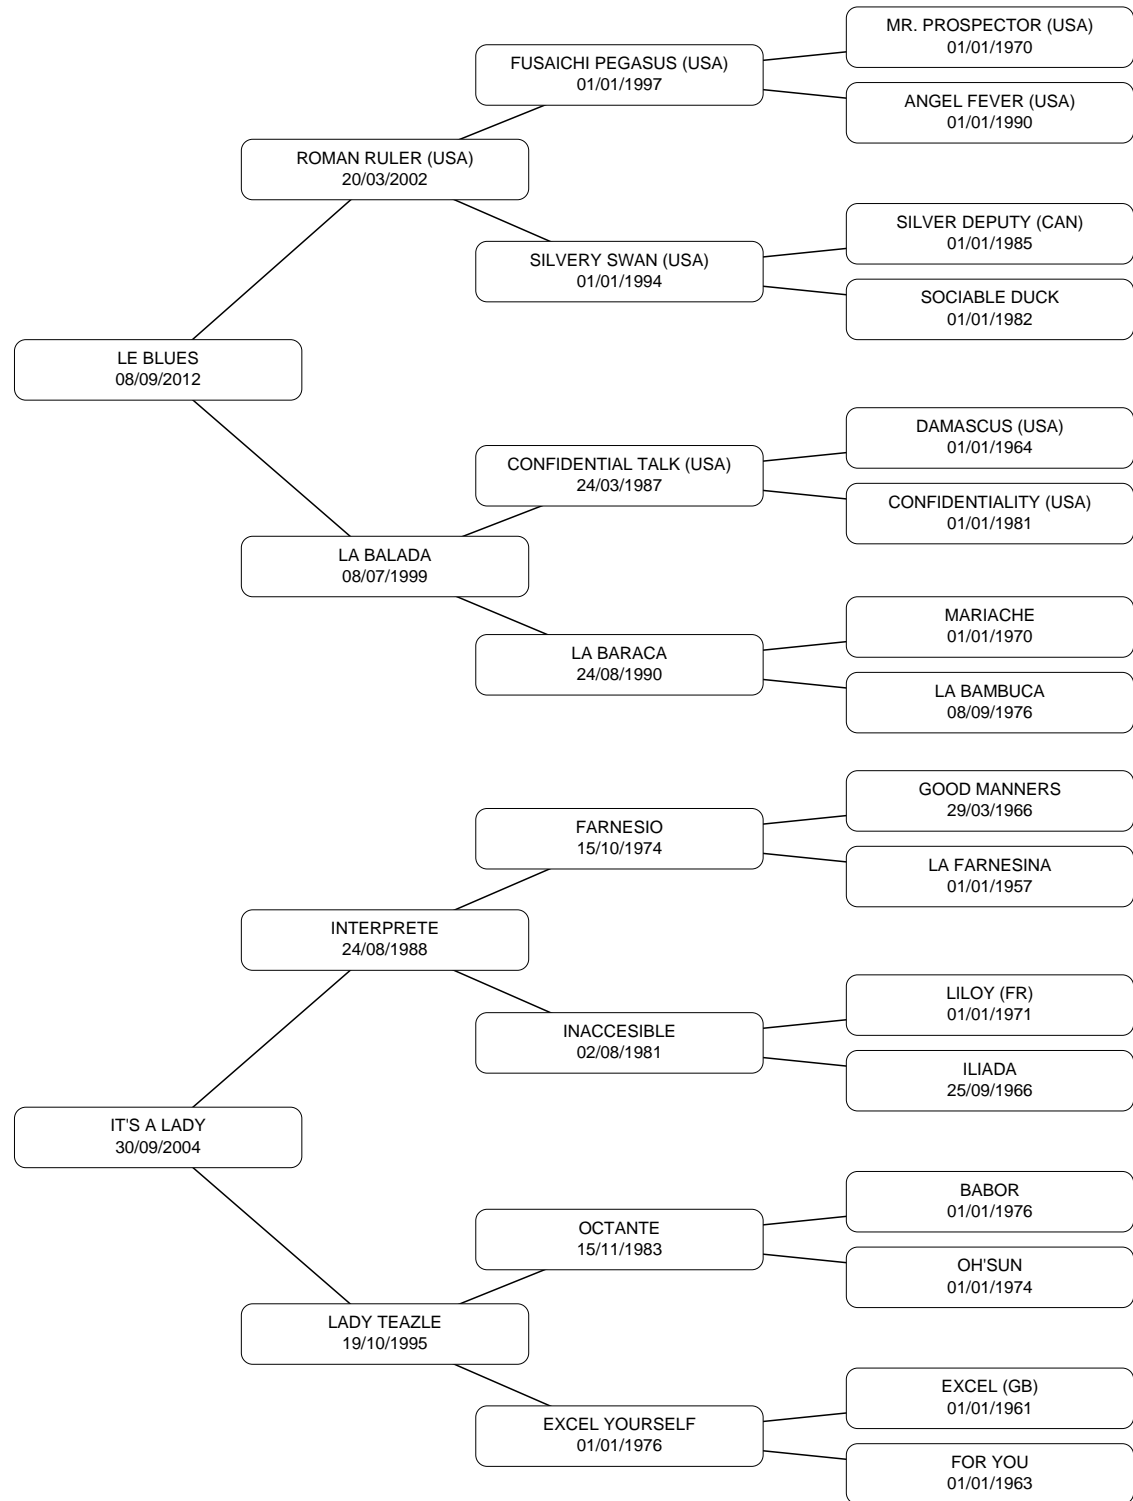 MR. PROSPECTOR (USA)
01/01/1970
FUSAICHI PEGASUS (USA)
01/01/1997
ANGEL FEVER (USA)
01/01/1990
ROMAN RULER (USA)
20/03/2002
SILVER DEPUTY (CAN)
01/01/1985
SILVERY SWAN (USA)
01/01/1994
SOCIABLE DUCK
01/01/1982
LE BLUES
08/09/2012
DAMASCUS (USA)
01/01/1964
CONFIDENTIAL TALK (USA)
24/03/1987
CONFIDENTIALITY (USA)
01/01/1981
LA BALADA
08/07/1999
MARIACHE
01/01/1970
LA BARACA
24/08/1990
LA BAMBUCA
08/09/1976
GOOD MANNERS
29/03/1966
FARNESIO
15/10/1974
LA FARNESINA
01/01/1957
INTERPRETE
24/08/1988
LILOY (FR)
01/01/1971
INACCESIBLE
02/08/1981
ILIADA
25/09/1966
IT'S A LADY
30/09/2004
BABOR
01/01/1976
OCTANTE
15/11/1983
OH'SUN
01/01/1974
LADY TEAZLE
19/10/1995
EXCEL (GB)
01/01/1961
EXCEL YOURSELF
01/01/1976
FOR YOU
01/01/1963